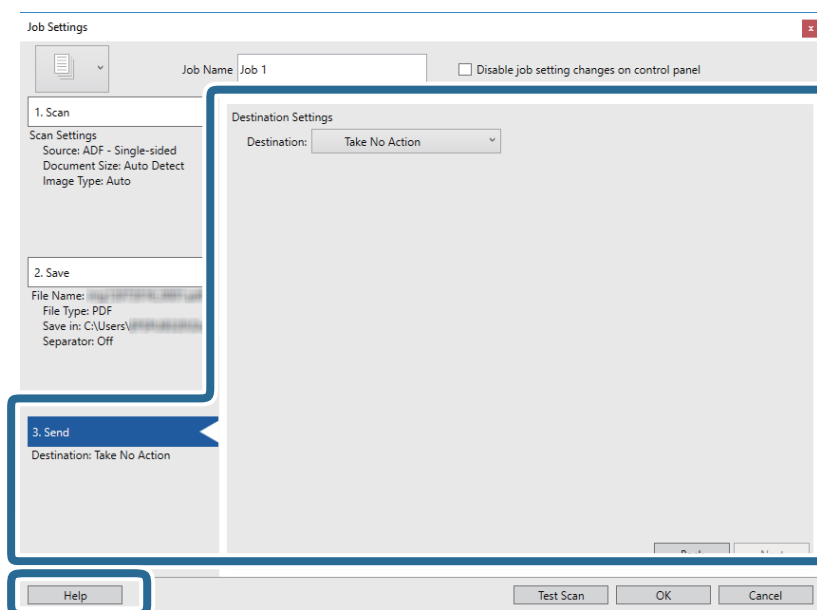 Job Settings
x
Job Name Job 1
Disable job setting changes on control panel
1. Scan
Scan Settings
Source: ADF - Single-sided
Document Size: Auto Detect
Image Type: Auto
Destination Settings
Destination: Take No Action
2. Save
File Name:
File Type: PDF
Save in: C:\Users\
Separator: Off
3. Send
Destination: Take No Action
Help
Test Scan
OK
Cancel